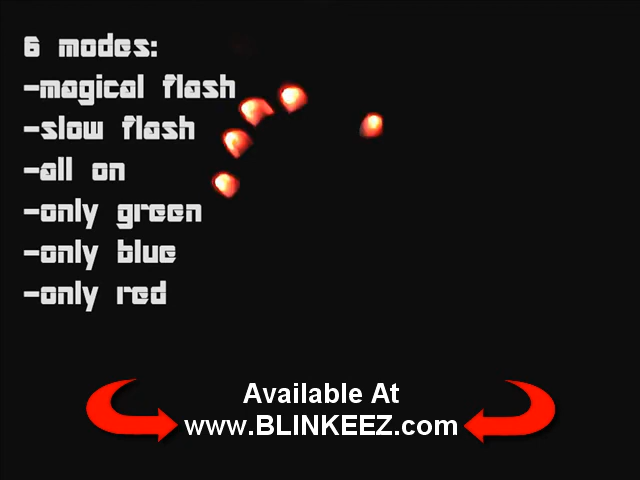 6 modes:
-magical flash
-slow flash
-all on
-only green
-only blue
-only red
Available At
www.BLINKEEZ.com